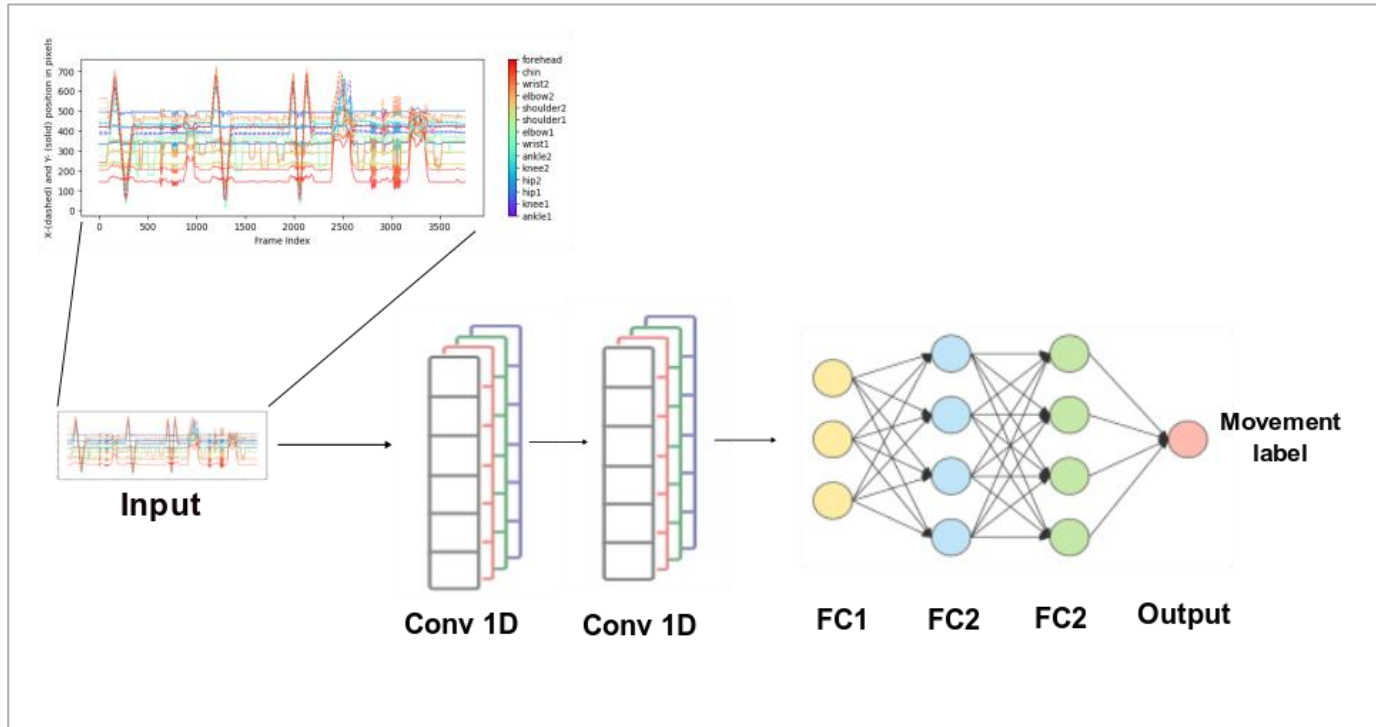 X-(dashed) and Y- (solid) position in pixels
700
600
500
400
300
200
100
0
0 500 1000 1500 2000 2500 3000 3500
Frame Index
forehead
chin
wrist2
elbow2
shoulder2
shoulder1
elbow1
wrist1
ankle2
knee2
hip2
hip1
knee1
ankle1
Input
Conv 1D
Conv 1D
FC1 FC2 FC2 Output
Movement
label